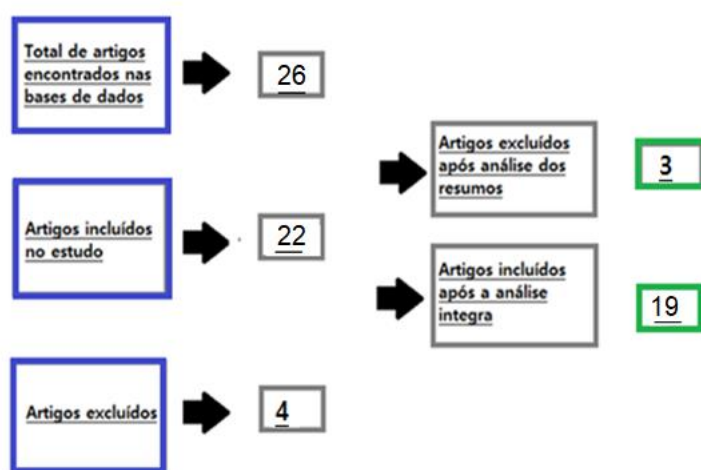 Total de artigos
encontrados nas
bases de dados
26
Artigos excluídos
após análise dos
resumos
3
Artigos incluídos
no estudo
22
Artigos incluídos
após a análise
integra
19
Artigos excluídos
4